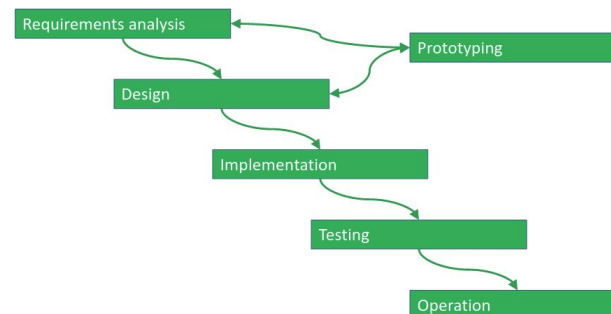 Requirements analysis
Prototyping
Design
Implementation
Testing
Operation